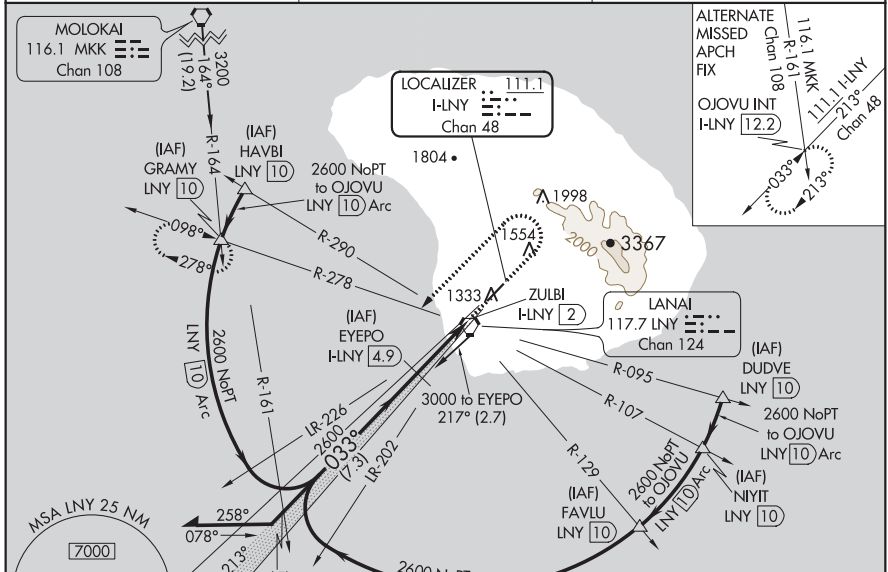 MOLOKAI
116.1 MKK
Chan 108
3200
164°
(19.2)
R-164
(IAF)
HAVBI
LNY 10
(IAF)
GRAMY
LNY 10
2600 NoPT
to OJOVU
LNY 10 Arc
098°
278°
R-290
R-278
2600 NoPT
LNY 10 Arc
R-161
LOCALIZER 111.1
I-LNY
Chan 48
1804
1998
2000
3367
1554
1333
ZULBI
I-LNY 2
LANAI
117.7 LNY
Chan 124
(IAF)
EYEPO
I-LNY 4.9
3000 to EYEPO
217° (2.7)
LR-226
2600
033°
(7.3)
LR-202
R-095
R-107
R-129
(IAF)
DUDVE
LNY 10
2600 NoPT
to OJOVU
LNY 10 Arc
(IAF)
NIYIT
LNY 10
2600 NoPT
to OJOVU
LNY 10 Arc
(IAF)
FAVLU
LNY 10
2600 NoPT
258°
078°
213°
MSA LNY 25 NM
7000
ALTERNATE
MISSED
APCH
FIX
116.1 MKK
R-161
Chan 108
OJOVU INT
I-LNY 12.2
111.1 I-LNY
213°
Chan 48
033°
213°